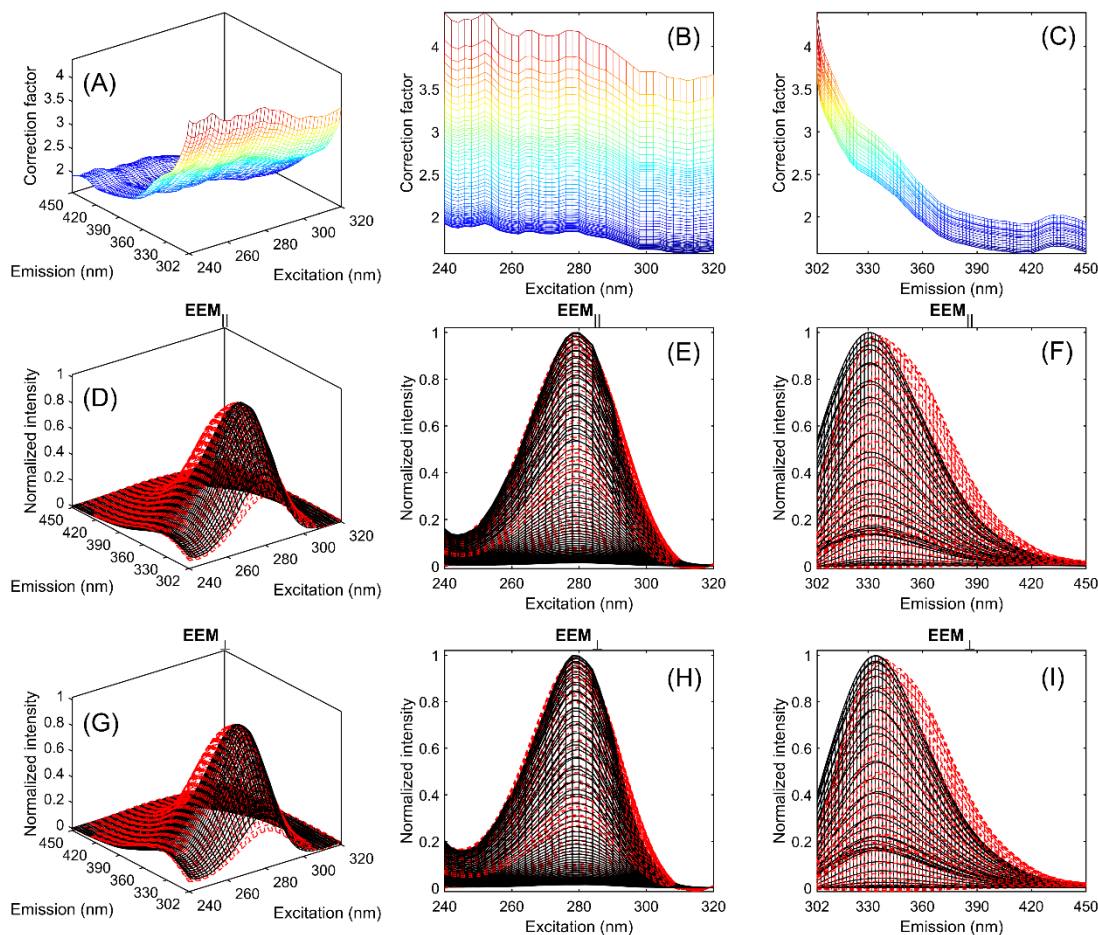 (A)
Correction factor
4
3.5
3
2.5
2
450
420
390
360
330
302
240
260
280
300
320
Emission (nm)
Excitation (nm)
(B)
Correction factor
4
3.5
3
2.5
2
240 260 280 300 320
Excitation (nm)
(C)
Correction factor
4
3.5
3
2.5
2
302 330 360 390 420 450
Emission (nm)
EEM||
(D)
Normalized intensity
1
0.8
0.6
0.4
0.2
0
450
420
390
360
330
302
240
260
280
300
320
Emission (nm)
Excitation (nm)
EEM||
(E)
Normalized intensity
1
0.8
0.6
0.4
0.2
0
240 260 280 300 320
Excitation (nm)
EEM||
(F)
Normalized intensity
1
0.8
0.6
0.4
0.2
0
302 330 360 390 420 450
Emission (nm)
EEM⊥
(G)
Normalized intensity
1
0.8
0.6
0.4
0.2
0
450
420
390
360
330
302
240
260
280
300
320
Emission (nm)
Excitation (nm)
EEM⊥
(H)
Normalized intensity
1
0.8
0.6
0.4
0.2
0
240 260 280 300 320
Excitation (nm)
EEM⊥
(I)
Normalized intensity
1
0.8
0.6
0.4
0.2
0
302 330 360 390 420 450
Emission (nm)